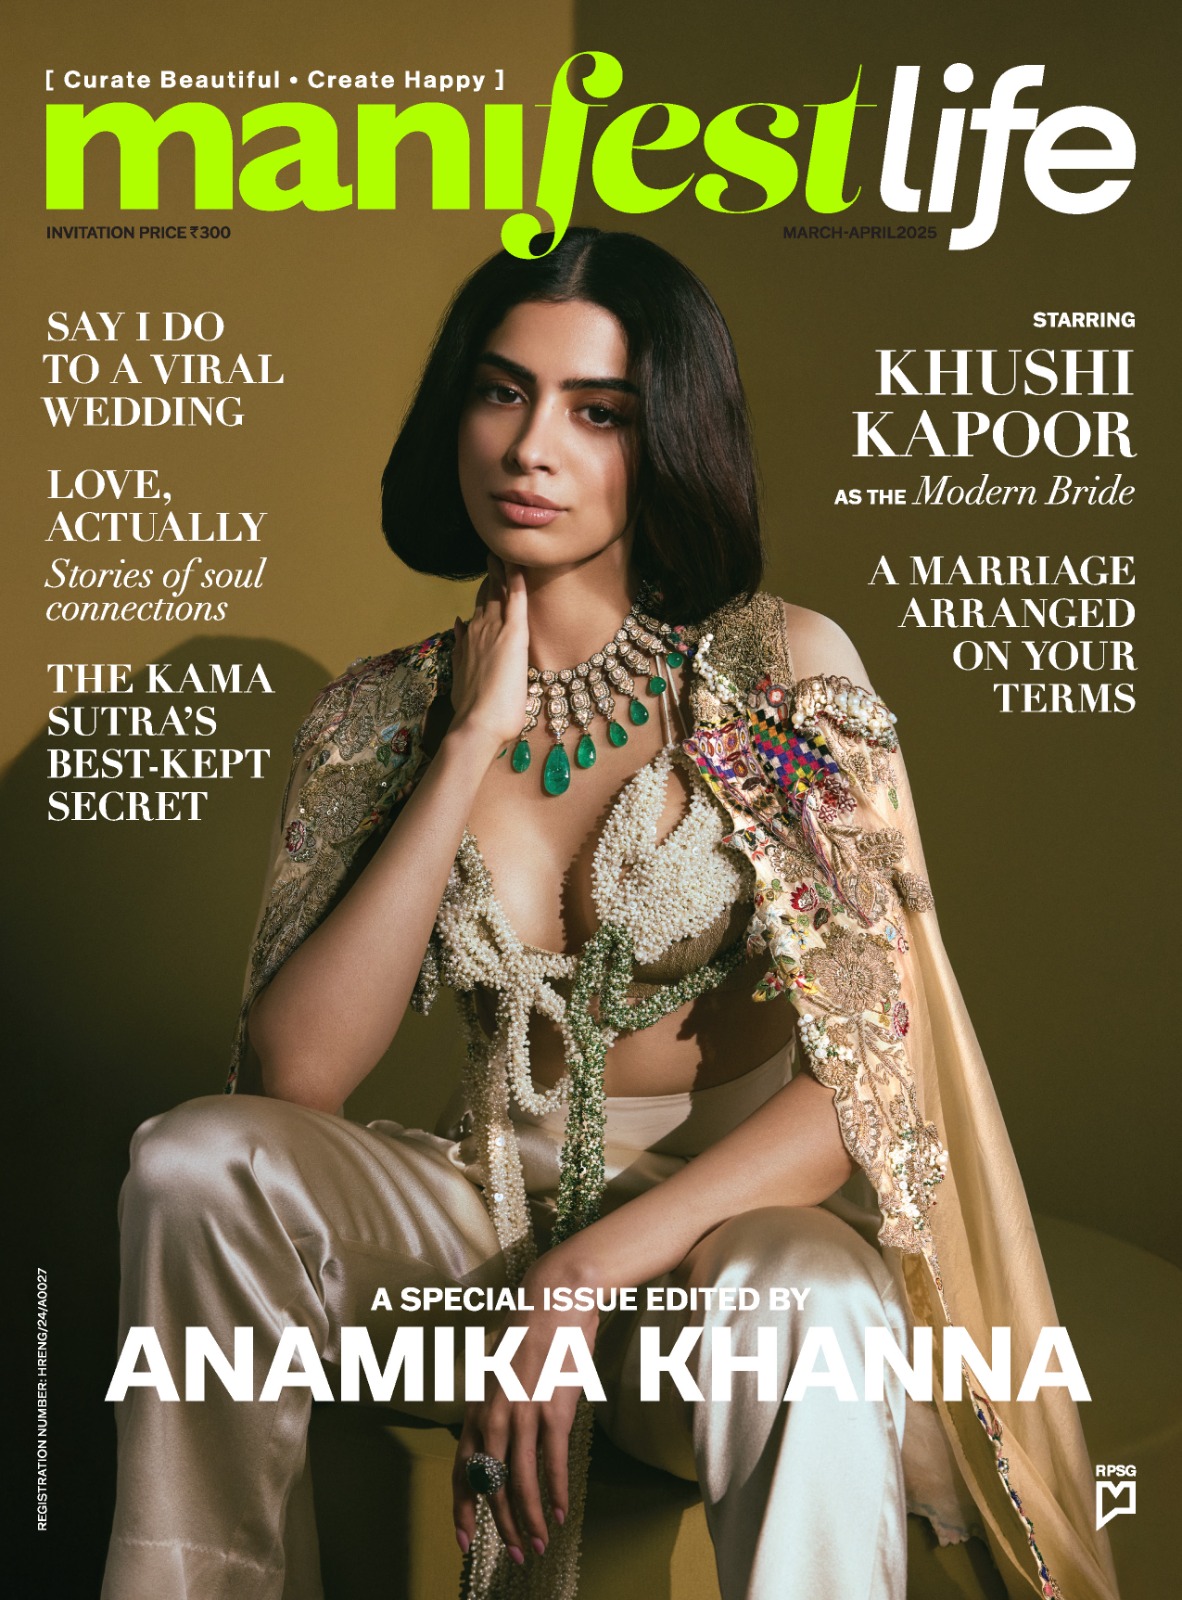 [ Curate Beautiful • Create Happy ]
manifestlife
INVITATION PRICE ₹300
MARCH-APRIL2025
SAY I DO
TO A VIRAL
WEDDING
LOVE,
ACTUALLY
Stories of soul
connections
THE KAMA
SUTRA’S
BEST-KEPT
SECRET
STARRING
KHUSHI
KAPOOR
AS THE Modern Bride
A MARRIAGE
ARRANGED
ON YOUR
TERMS
A SPECIAL ISSUE EDITED BY
ANAMIKA KHANNA
REGISTRATION NUMBER: HRENG/24/A0027
RPSG